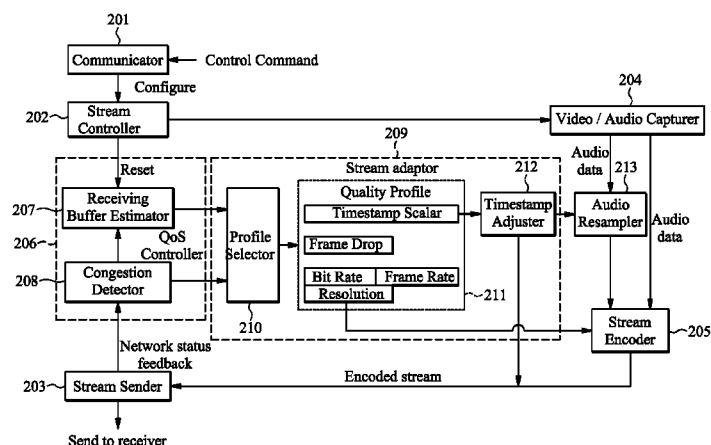 201
Communicator
Control Command
Configure
202
Stream
Controller
204
Video / Audio Capturer
209
Reset
Stream adaptor
212
Audio
data
213
207
Receiving
Buffer Estimator
206
QoS
Controller
208
Congestion
Detector
Profile
Selector
210
Quality Profile
Timestamp Scalar
Frame Drop
Bit Rate
Frame Rate
Resolution
211
Timestamp
Adjuster
Audio
Resampler
Audio
data
Stream
Encoder
205
Network status
feedback
203
Stream Sender
Encoded stream
Send to receiver